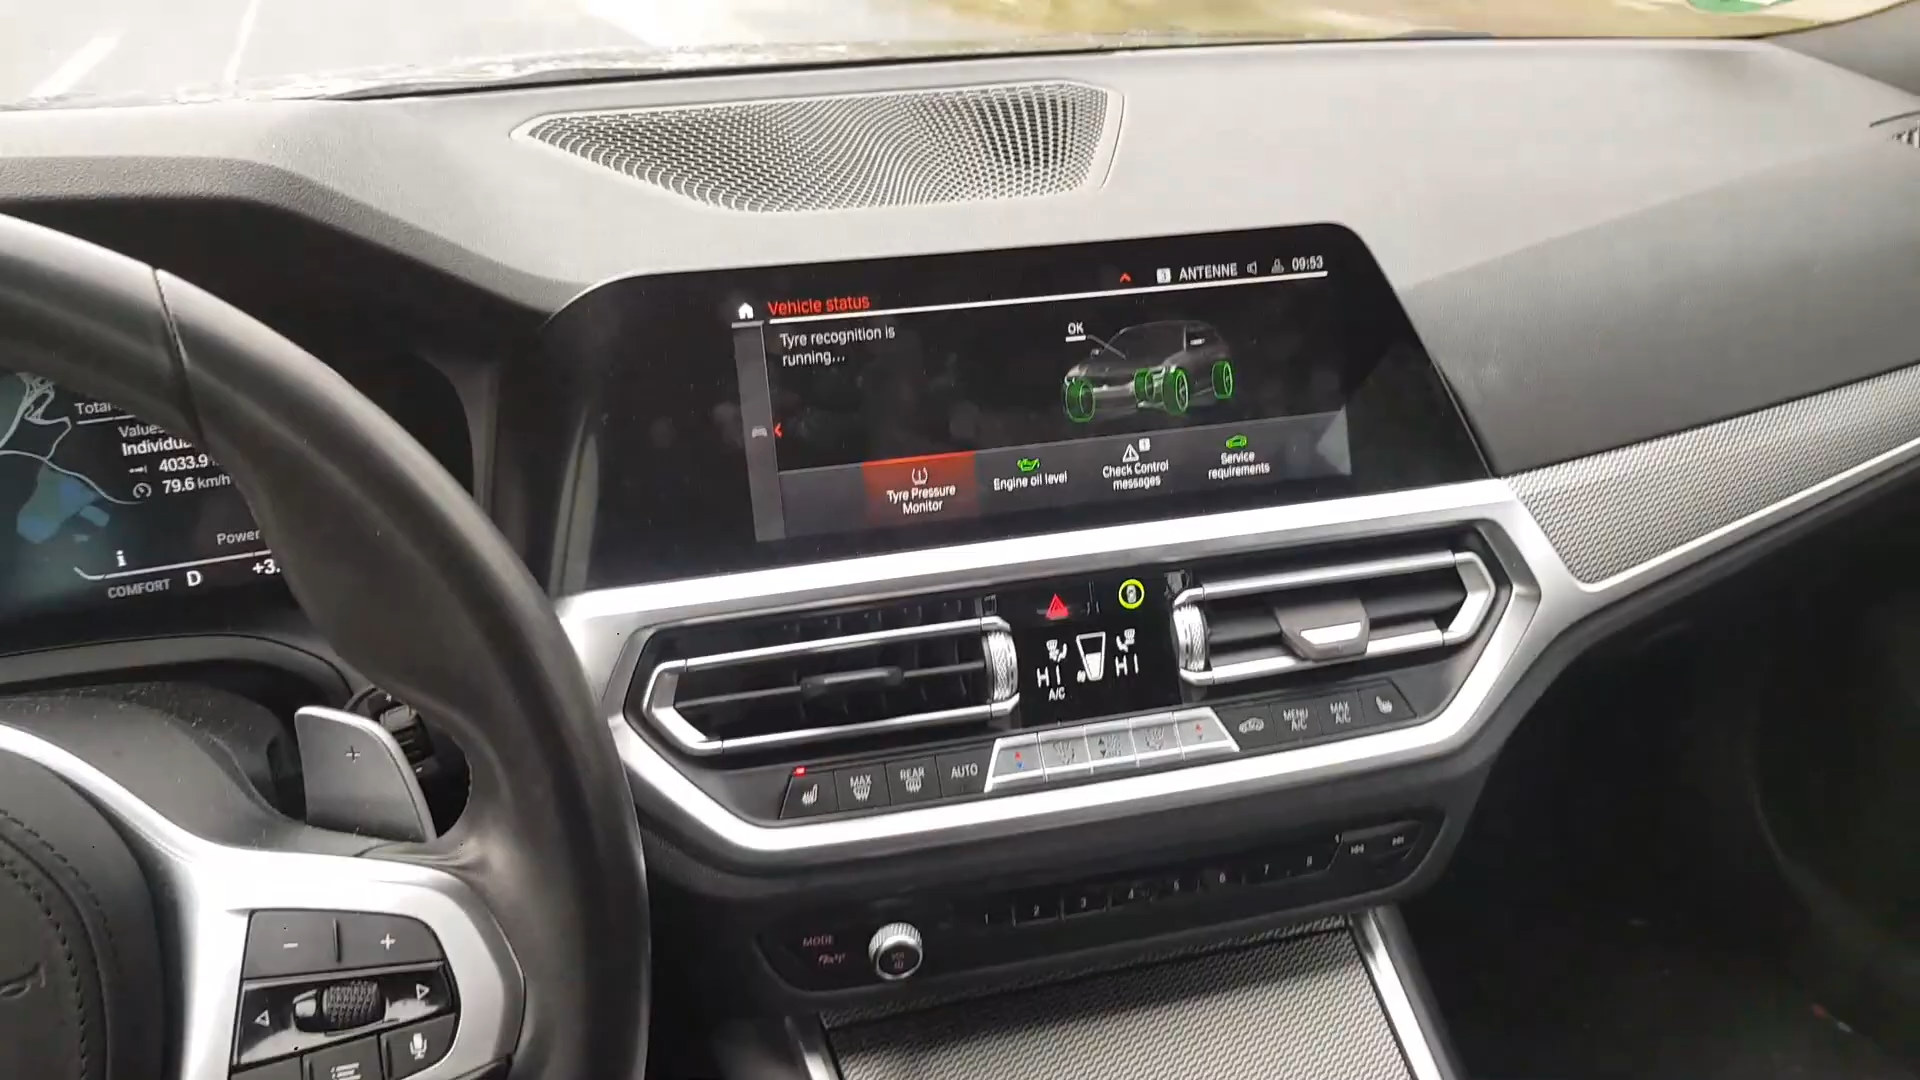 ANTENNE 09:53
Vehicle status
Tyre recognition is
running...
OK
Tyre Pressure
Monitor
Engine oil level
Check Control
messages
Service
requirements
Total
Values
Individu
4033.9
79.6 km/h
Power
COMFORT D +3.
HI HI
A/C
MAX
REAR
AUTO
MENU
A/C
MAX
A/C
MODE
VOL
1 2 3 4 5 6 7 8
- +
+